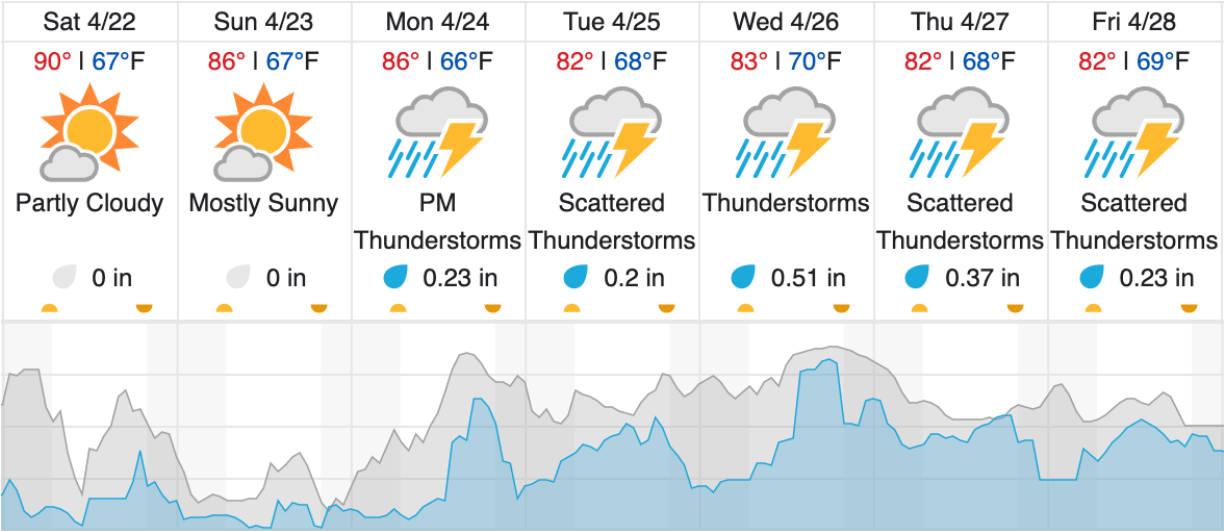 Sat 4/22 Sun 4/23 Mon 4/24 Tue 4/25 Wed 4/26 Thu 4/27 Fri 4/28
90° | 67°F 86° | 67°F 86° | 66°F 82° | 68°F 83° | 70°F 82° | 68°F 82° | 69°F
Partly Cloudy Mostly Sunny PM Scattered Thunderstorms Scattered Scattered
Thunderstorms Thunderstorms Thunderstorms Thunderstorms
0 in 0 in 0.23 in 0.2 in 0.51 in 0.37 in 0.23 in